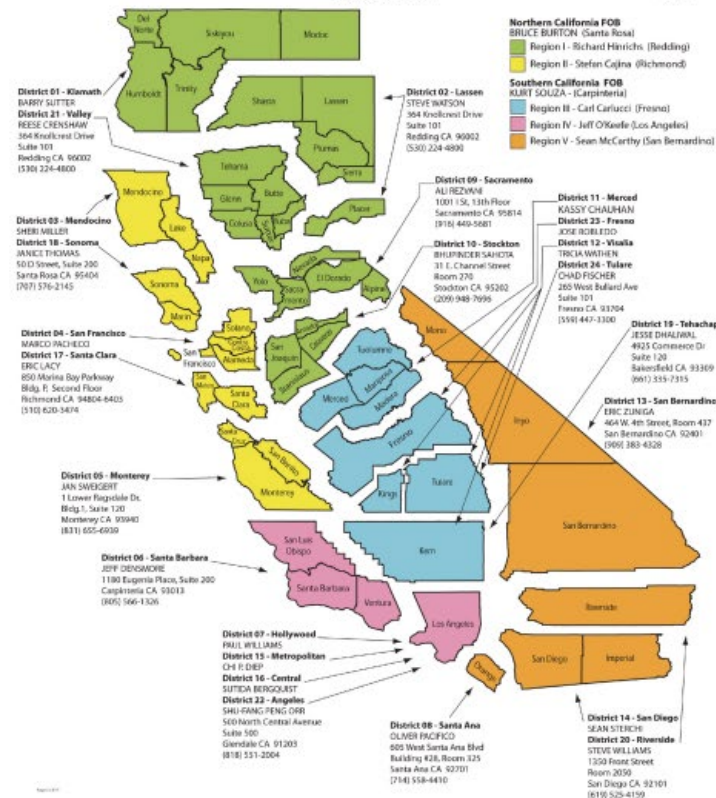 Northern California FOB
BRUCE BURTON (Santa Rosa)
Region I - Richard Hinrichs (Redding)
Region II - Stefan Cajina (Richmond)
Southern California FOB
KURT SOUZA - (Carpinteria)
Region III - Carl Carlucci (Fresno)
Region IV - Jeff O'Keefe (Los Angeles)
Region V - Sean McCarthy (San Bernardino)
Del
Norte
Siskiyou
Modoc
Humboldt
Trinity
Shasta
Lassen
District 01 - Klamath
BARRY SUTTER
District 21 - Valley
REESE CRENSHAW
364 Knollcrest Drive
Suite 101
Redding CA 96002
(530) 224-4800
District 02 - Lassen
STEVE WATSON
364 Knollcrest Drive
Suite 101
Redding CA 96002
(530) 224-4800
Plumas
Sierra
Tehama
Glenn
Butte
Colusa
Sutter
Yuba
Placer
Mendocino
Lake
Napa
District 03 - Mendocino
SHERI MILLER
District 18 - Sonoma
JANICE THOMAS
50 D Street, Suite 200
Santa Rosa CA 95404
(707) 576-2145
Sonoma
Marin
District 09 - Sacramento
ALI REZVANI
1001 I St, 13th Floor
Sacramento CA 95814
(916) 449-5681
District 10 - Stockton
BHUPINDER SAHOTA
31 E. Channel Street
Room 270
Stockton CA 95202
(209) 948-7696
District 11 - Merced
KASSY CHAUHAN
District 23 - Fresno
JOSE ROBLEDO
District 12 - Visalia
TRICIA WATHEN
District 24 - Tulare
CHAD FISCHER
265 West Bullard Ave
Suite 101
Fresno CA 93704
(559) 447-3300
Nevada
Yolo
Sacra-
mento
El Dorado
Alpine
Amador
Calaveras
San
Joaquin
Stanislaus
Solano
Contra
Costa
Alameda
San
Francisco
San Mateo
Santa
Clara
District 04 - San Francisco
MARCO PACHECO
District 17 - Santa Clara
ERIC LACY
850 Marina Bay Parkway
Bldg. P, Second Floor
Richmond CA 94804-6403
(510) 620-3474
Tuolumne
Mariposa
Merced
Madera
Fresno
Kings
Tulare
Mono
Inyo
San Bernardino
District 19 - Tehachap
JESSE DHALIWAL
4925 Commerce Dr
Suite 120
Bakersfield CA 93309
(661) 335-7315
District 13 - San Bernardino
ERIC ZUNIGA
464 W. 4th Street, Room 437
San Bernardino CA 92401
(909) 383-4328
Santa
Cruz
San Benito
Monterey
District 05 - Monterey
JAN SWEIGERT
1 Lower Ragsdale Dr.
Bldg.1, Suite 120
Monterey CA 93940
(831) 655-6939
Kern
San Luis
Obispo
Santa Barbara
Ventura
Los Angeles
District 06 - Santa Barbara
JEFF DENSMORE
1180 Eugenia Place, Suite 200
Carpinteria CA 93013
(805) 566-1326
Riverside
San Diego
Imperial
Orange
District 07 - Hollywood
PAUL WILLIAMS
District 15 - Metropolitan
CHI P. DIEP
District 16 - Central
SUTIDA BERGQUIST
District 22 - Angeles
SHU-FANG PENG ORR
500 North Central Avenue
Suite 500
Glendale CA 91203
(818) 551-2004
District 08 - Santa Ana
OLIVER PACIFICO
605 West Santa Ana Blvd
Building #28, Room 325
Santa Ana CA 92701
(714) 558-4410
District 14 - San Diego
SEAN STERCHI
District 20 - Riverside
STEVE WILLIAMS
1350 Front Street
Room 2050
San Diego CA 92101
(619) 525-4159